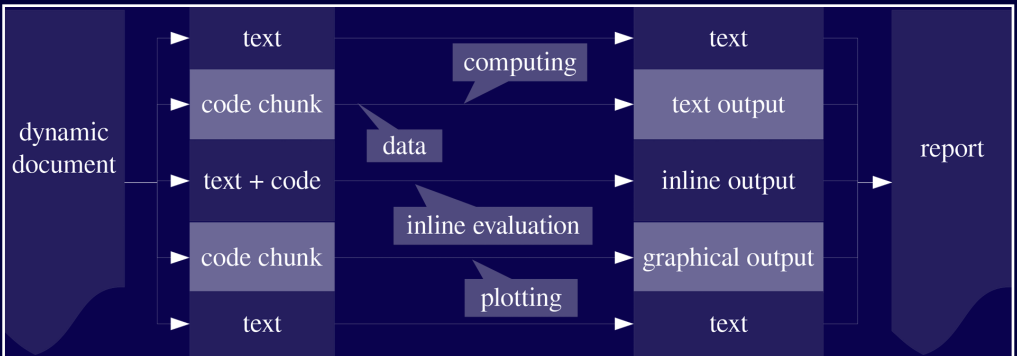 dynamic
document
text
code chunk
text + code
code chunk
text
computing
data
inline evaluation
plotting
text
text output
inline output
graphical output
text
report